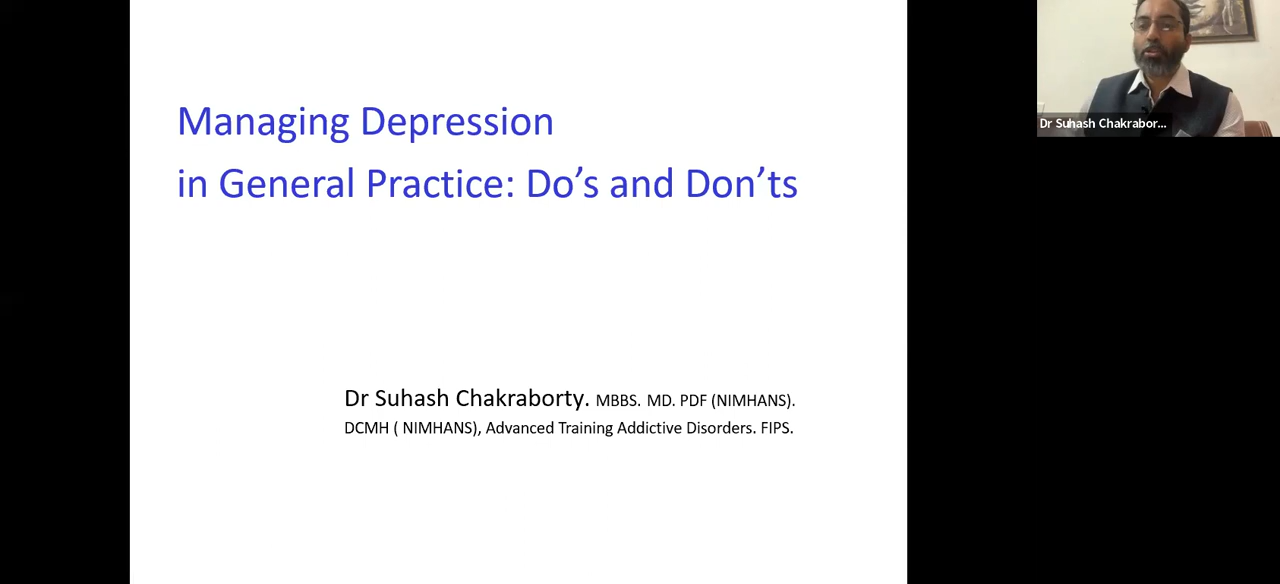 Managing Depression
in General Practice: Do’s and Don’ts
Dr Suhash Chakraborty. MBBS. MD. PDF (NIMHANS).
DCMH ( NIMHANS), Advanced Training Addictive Disorders. FIPS.
Dr Suhash Chakrabor...